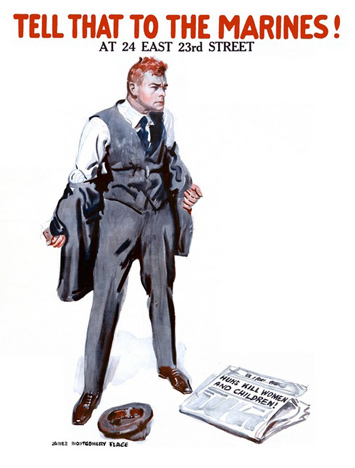 TELL THAT TO THE MARINES!
AT 24 EAST 23rd STREET
HUNS KILL WOMEN
AND CHILDREN!
JAMES MONTGOMERY FLAGG